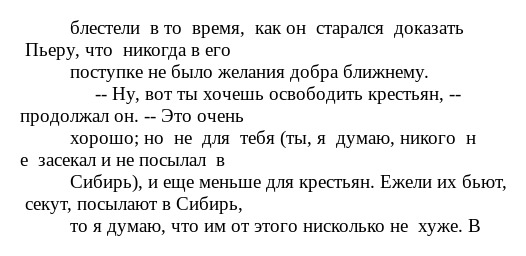 блестели в то время, как он старался доказать
Пьеру, что никогда в его
поступке не было желания добра ближнему.
-- Ну, вот ты хочешь освободить крестьян, --
продолжал он. -- Это очень
хорошо; но не для тебя (ты, я думаю, никого н
е засекал и не посылал в
Сибирь), и еще меньше для крестьян. Ежели их бьют,
секут, посылают в Сибирь,
то я думаю, что им от этого нисколько не хуже. В